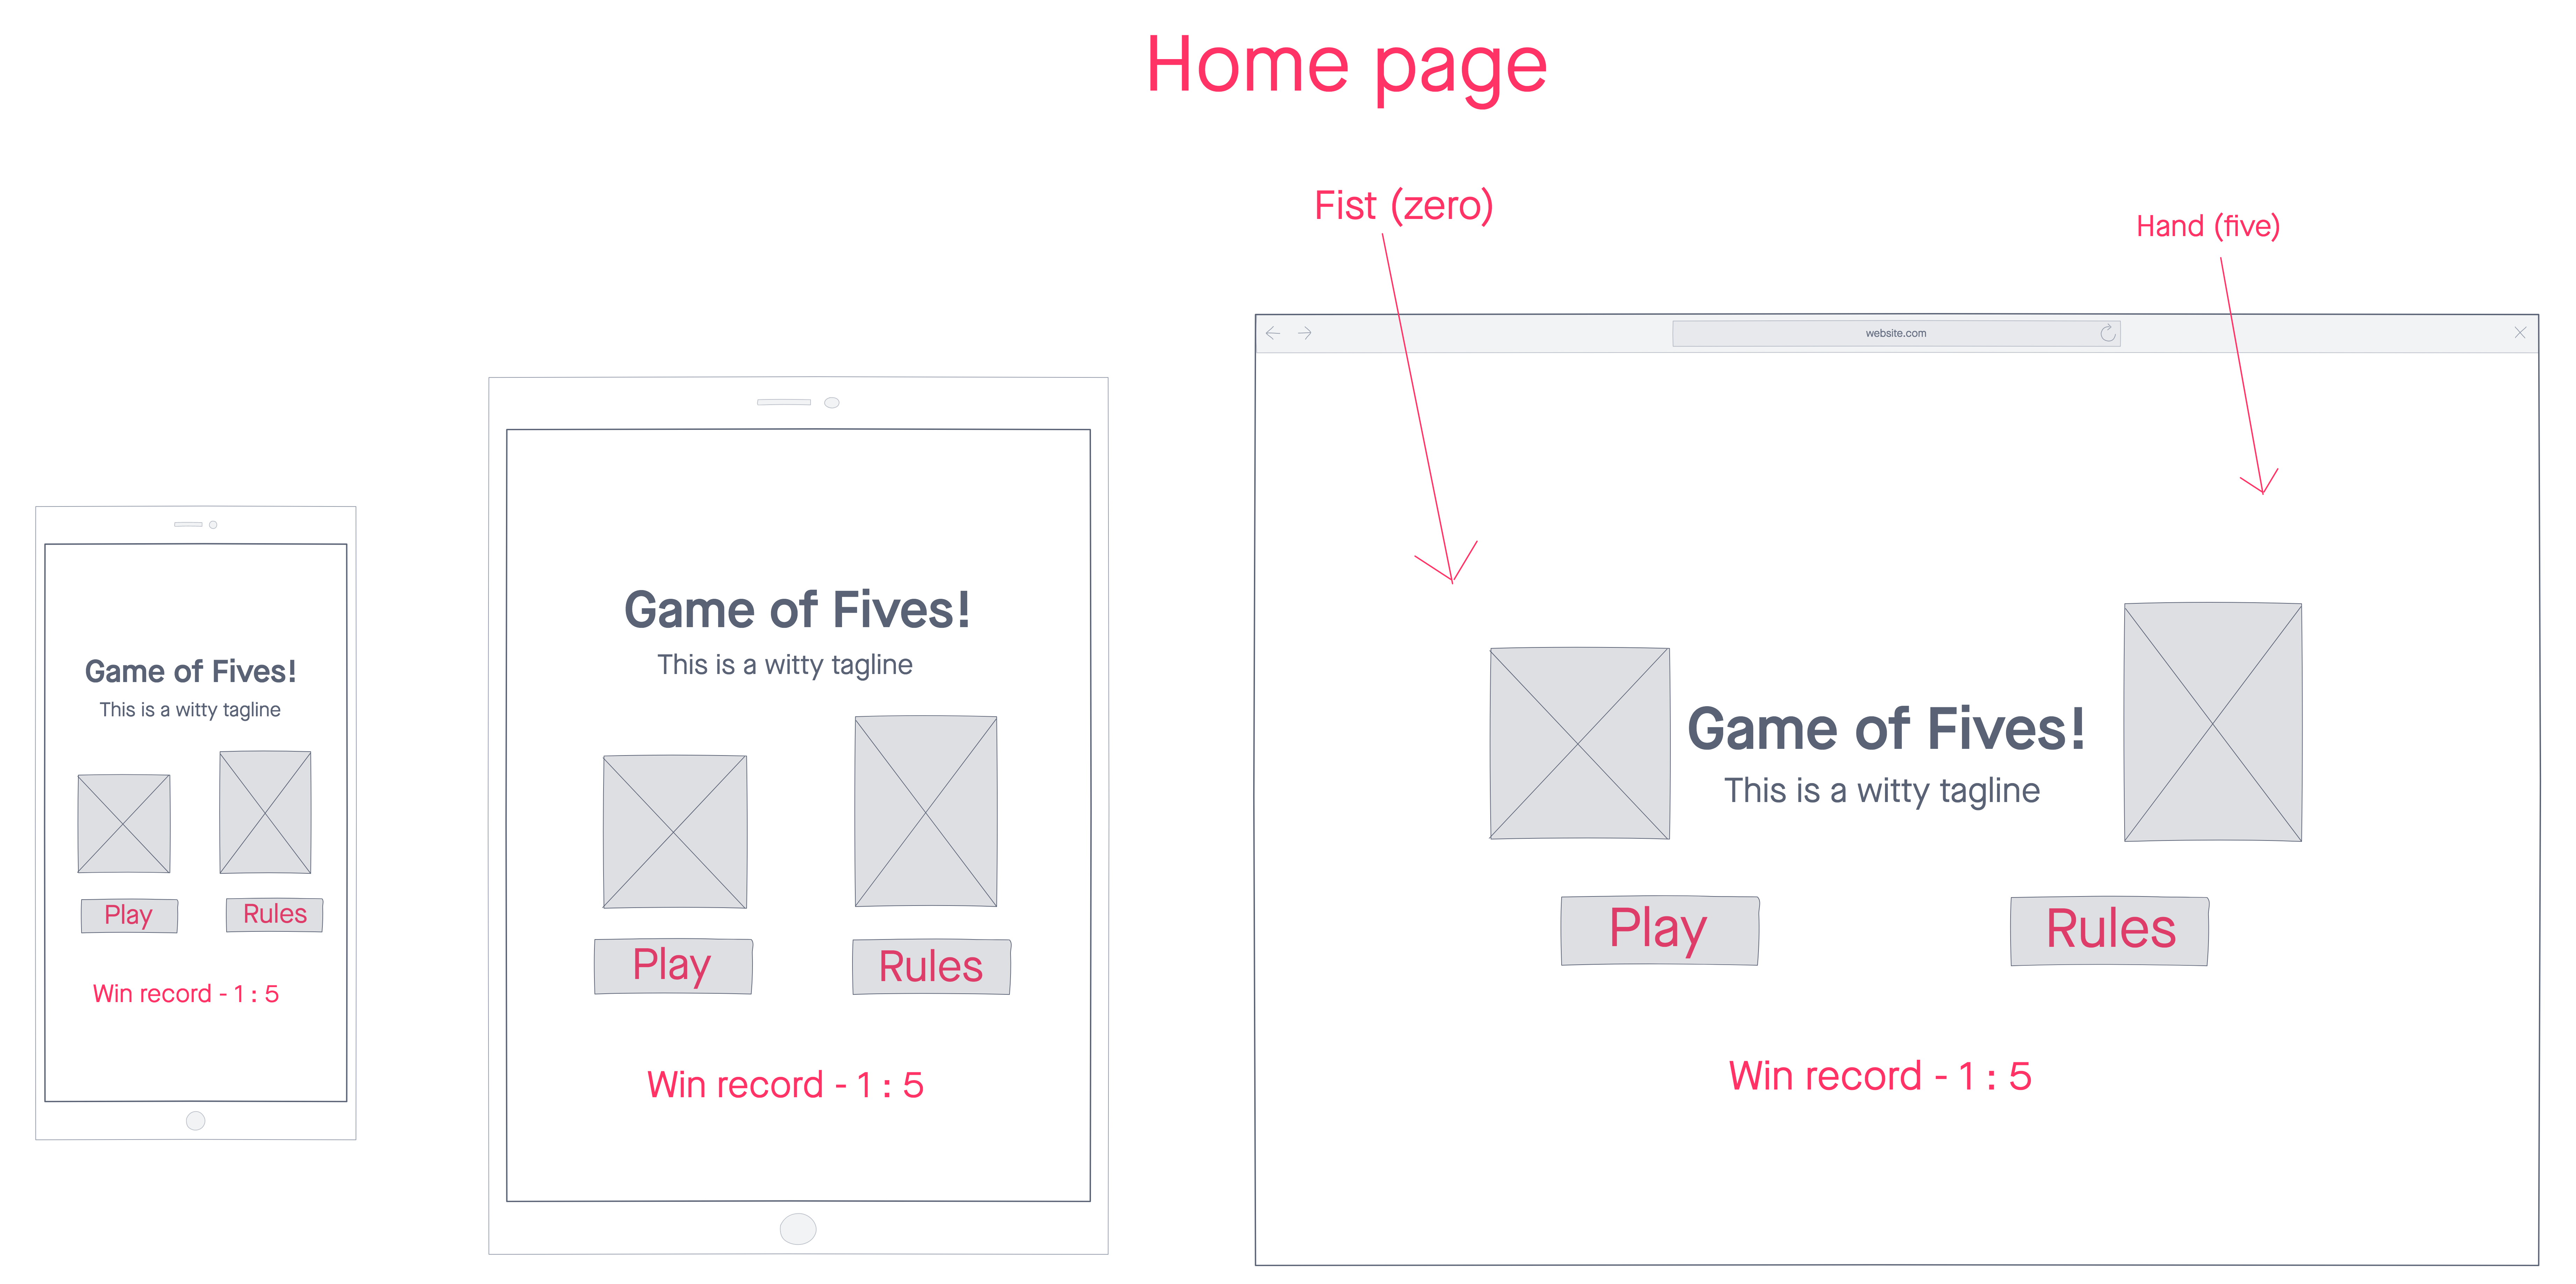 Home page
Fist (zero)
Hand (five)
website.com
Game of Fives!
This is a witty tagline
Play
Rules
Win record - 1 : 5
Game of Fives!
This is a witty tagline
Play
Rules
Win record - 1 : 5
Game of Fives!
This is a witty tagline
Play
Rules
Win record - 1 : 5